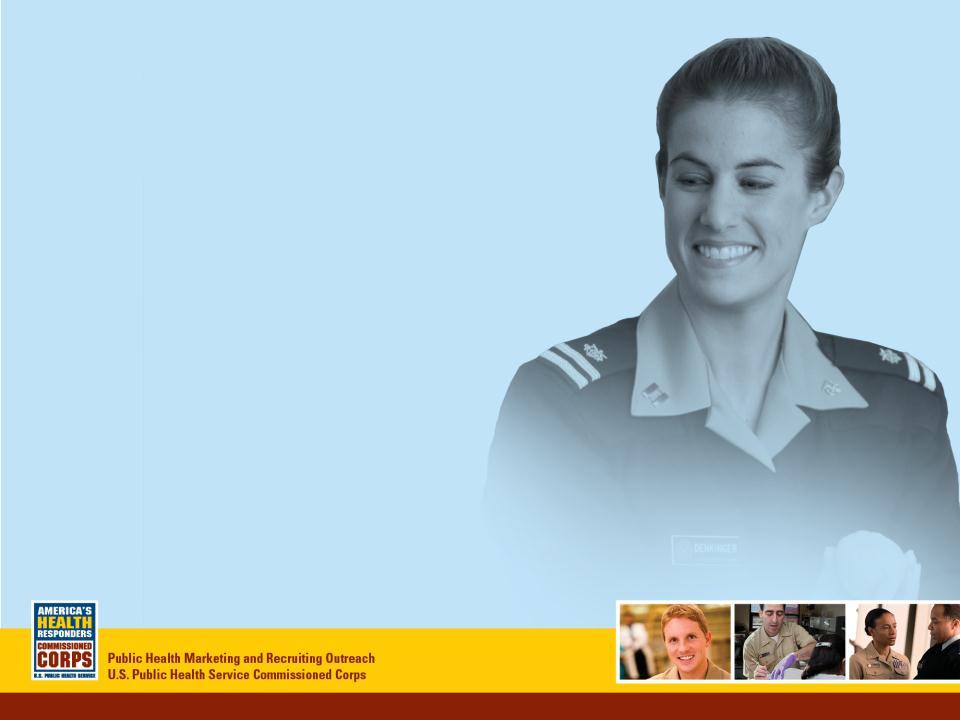 DENKINGER
AMERICA'S
HEALTH
RESPONDERS
COMMISSIONED
CORPS
U.S. PUBLIC HEALTH SERVICE
Public Health Marketing and Recruiting Outreach
U.S. Public Health Service Commissioned Corps